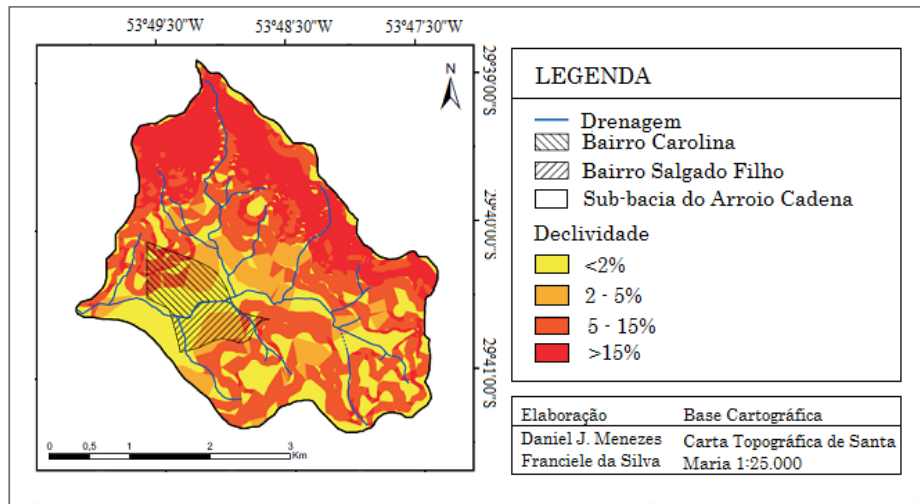 53°49'30"W 53°48'30"W 53°47'30"W
29°39'00"S
29°40'00"S
29°41'00"S
N
0 0,5 1 2 3
Km
LEGENDA
Drenagem
Bairro Carolina
Bairro Salgado Filho
Sub-bacia do Arroio Cadena
Declividade
<2%
2 - 5%
5 - 15%
>15%
Elaboração Base Cartográfica
Daniel J. Menezes Carta Topográfica de Santa
Franciele da Silva Maria 1:25.000